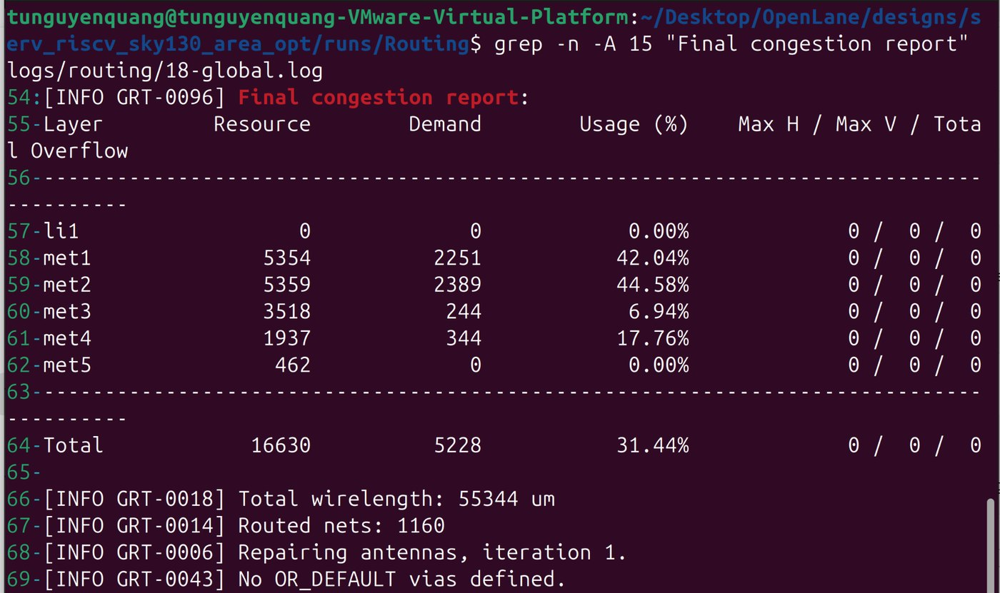 tunguyenquang@tunguyenquang-VMware-Virtual-Platform:~/Desktop/OpenLane/designs/s
erv_riscv_sky130_area_opt/runs/Routing$ grep -n -A 15 "Final congestion report"
logs/routing/18-global.log
54:[INFO GRT-0096] Final congestion report:
55-Layer         Resource        Demand        Usage (%)    Max H / Max V / Tota
l Overflow
56-----------------------------------------------------------------------------
----------
57-li1                  0             0            0.00%             0 /  0 /  0
58-met1              5354          2251           42.04%             0 /  0 /  0
59-met2              5359          2389           44.58%             0 /  0 /  0
60-met3              3518           244            6.94%             0 /  0 /  0
61-met4              1937           344           17.76%             0 /  0 /  0
62-met5               462             0            0.00%             0 /  0 /  0
63-----------------------------------------------------------------------------
----------
64-Total            16630          5228           31.44%             0 /  0 /  0
65-
66-[INFO GRT-0018] Total wirelength: 55344 um
67-[INFO GRT-0014] Routed nets: 1160
68-[INFO GRT-0006] Repairing antennas, iteration 1.
69-[INFO GRT-0043] No OR_DEFAULT vias defined.